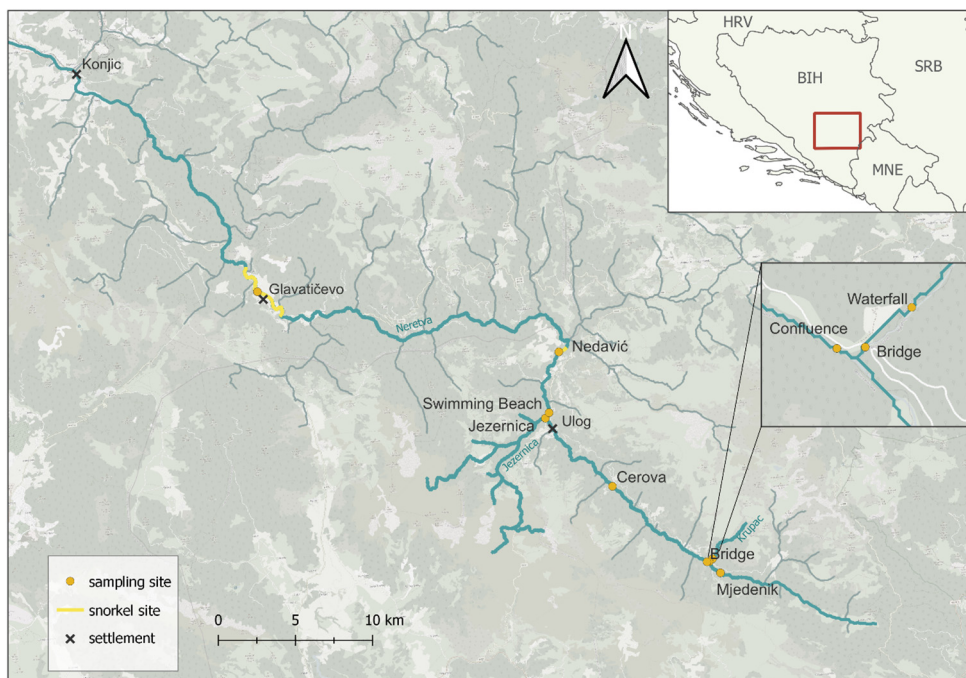 N
HRV
BIH
SRB
MNE
Konjic
Glavatičevo
Neretva
Nedavić
Swimming Beach
Jezernica
Ulog
Jezernica
Cerova
Krupac
Bridge
Mjedenik
Waterfall
Confluence
Bridge
sampling site
snorkel site
settlement
0 5 10 km